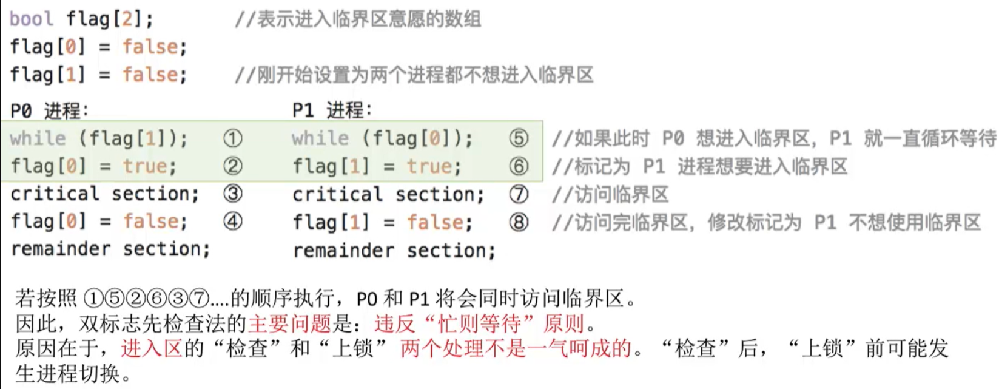 bool flag[2];	//表示进入临界区意愿的数组
flag[0] = false;
flag[1] = false;	//刚开始设置为两个进程都不想进入临界区
P0 进程：	P1 进程：
while (flag[1]);	①	while (flag[0]);	⑤	//如果此时 P0 想进入临界区，P1 就一直循环等待
flag[0] = true;	②	flag[1] = true;	⑥	//标记为 P1 进程想要进入临界区
critical section;	③	critical section;	⑦	//访问临界区
flag[0] = false;	④	flag[1] = false;	⑧	//访问完临界区，修改标记为 P1 不想使用临界区
remainder section;	remainder section;
若按照 ①⑤②⑥③⑦....的顺序执行，P0 和 P1 将会同时访问临界区。
因此，双标志先检查法的主要问题是：违反“忙则等待”原则。
原因在于，进入区的“检查”和“上锁” 两个处理不是一气呵成的。“检查”后，“上锁”前可能发
生进程切换。